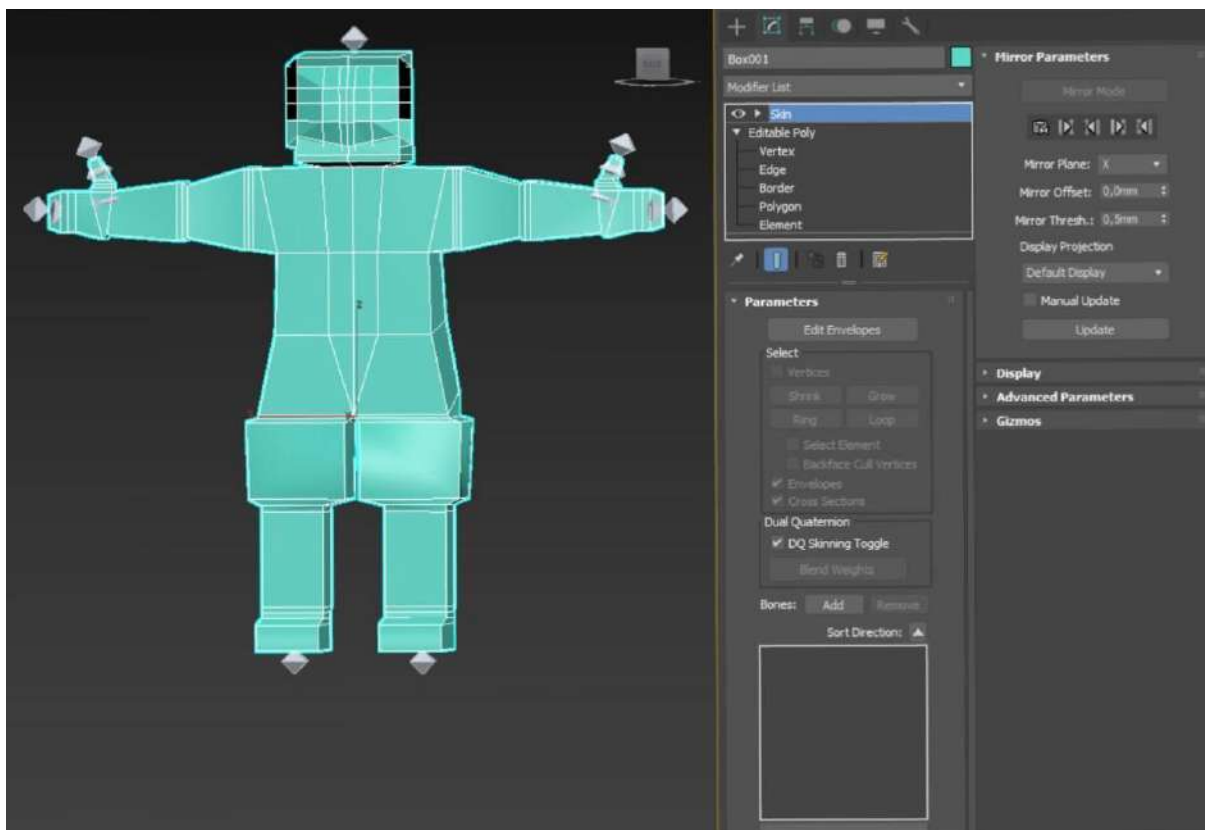 Box001
Modifier List
Skin
Editable Poly
Vertex
Edge
Border
Polygon
Element
Parameters
Edit Envelopes
Select
Vertices
Shrink Grow
Ring Loop
Select Element
Backface Cull Vertices
Envelopes
Cross Sections
Dual Quaternion
DQ Skinning Toggle
Blend Weights
Bones: Add Remove
Sort Direction:
Mirror Parameters
Mirror Mode
Mirror Plane: X
Mirror Offset: 0,0mm
Mirror Thresh.: 0,5mm
Display Projection
Default Display
Manual Update
Update
Display
Advanced Parameters
Gizmos